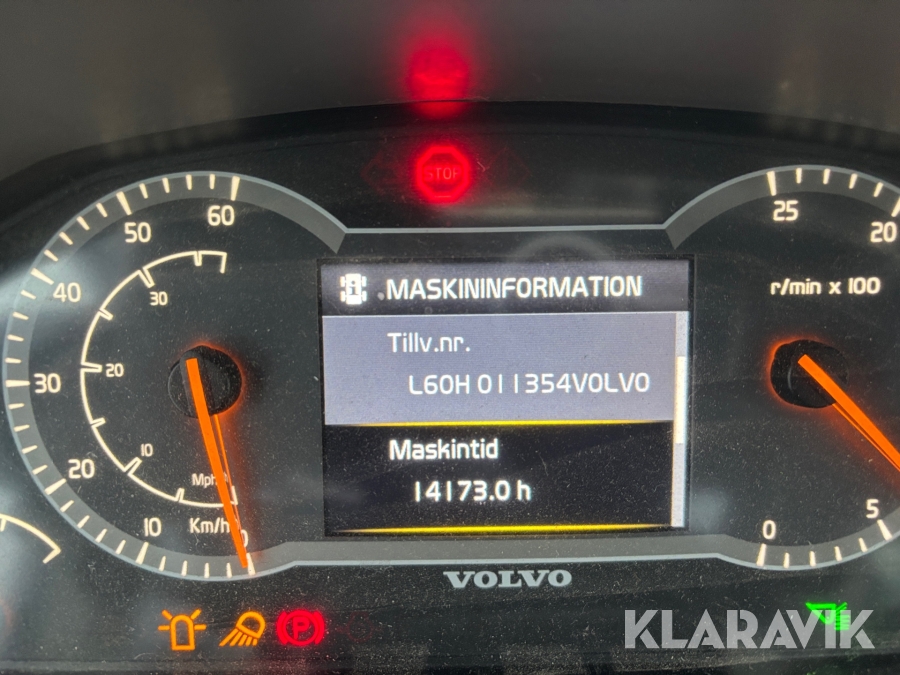 STOP
60
50
40
30
20
10
0
30
20
10
Mph
Km/h
.MASKININFORMATION
Tillv.nr.
L60H 011354VOLVO
Maskintid
14173.0 h
25
20
r/min x 100
5
0
VOLVO
P
KLARAVIK